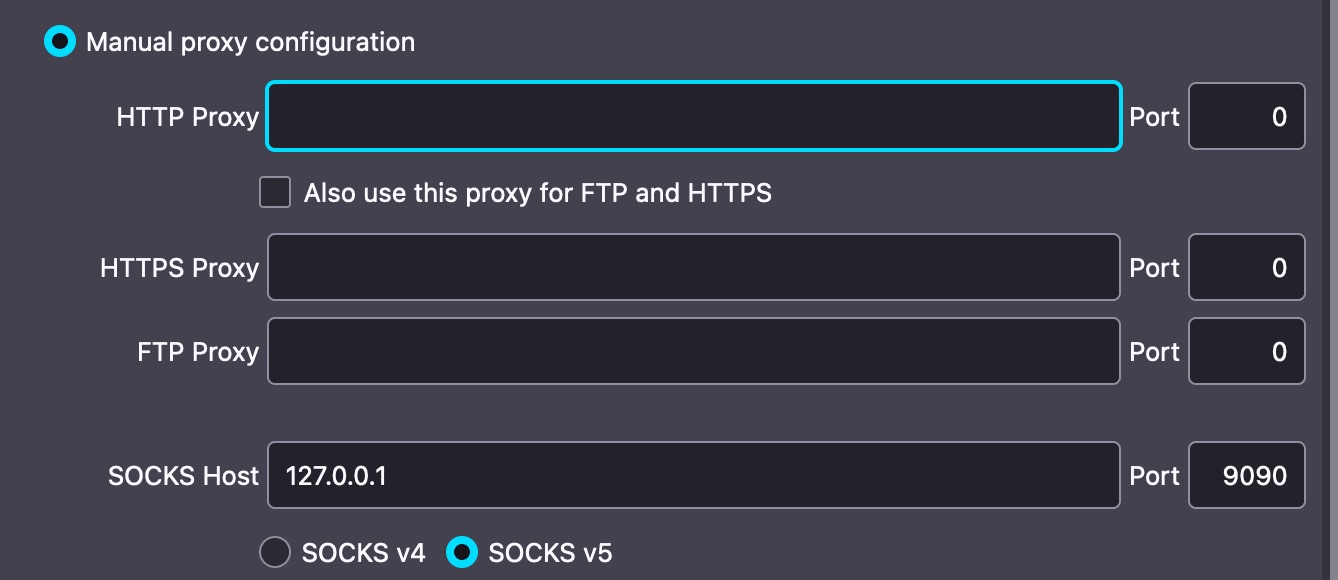 Manual proxy configuration
HTTP Proxy Port 0
Also use this proxy for FTP and HTTPS
HTTPS Proxy Port 0
FTP Proxy Port 0
SOCKS Host 127.0.0.1 Port 9090
SOCKS v4 SOCKS v5